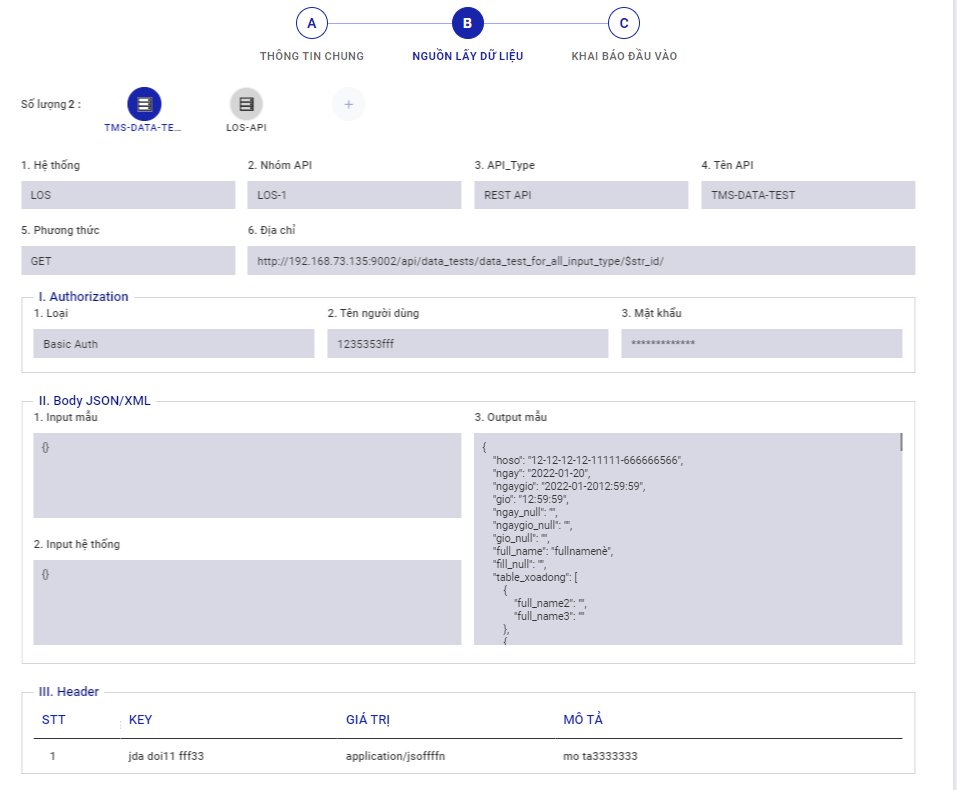 A
B
C
THÔNG TIN CHUNG
NGUỒN LẤY DỮ LIỆU
KHAI BÁO ĐẦU VÀO
Số lượng 2 :
TMS-DATA-TE...
LOS-API
+
1. Hệ thống
2. Nhóm API
3. API_Type
4. Tên API
LOS
LOS-1
REST API
TMS-DATA-TEST
5. Phương thức
6. Địa chỉ
GET
http://192.168.73.135:9002/api/data_tests/data_test_for_all_input_type/$str_id/
I. Authorization
1. Loại
2. Tên người dùng
3. Mật khẩu
Basic Auth
1235353fff
*************
II. Body JSON/XML
1. Input mẫu
{}
2. Input hệ thống
{}
3. Output mẫu
{
"hoso": "12-12-12-12-11111-666666566",
"ngay": "2022-01-20",
"ngaygio": "2022-01-2012:59:59",
"gio": "12:59:59",
"ngay_null": "",
"ngaygio_null": "",
"gio_null": "",
"full_name": "fullnamenè",
"fill_null": "",
"table_xoadong": [
{
"full_name2": "",
"full_name3": ""
},
{
III. Header
STT
KEY
GIÁ TRỊ
MÔ TẢ
1
jda doi11 fff33
application/jsoffffn
mo ta3333333